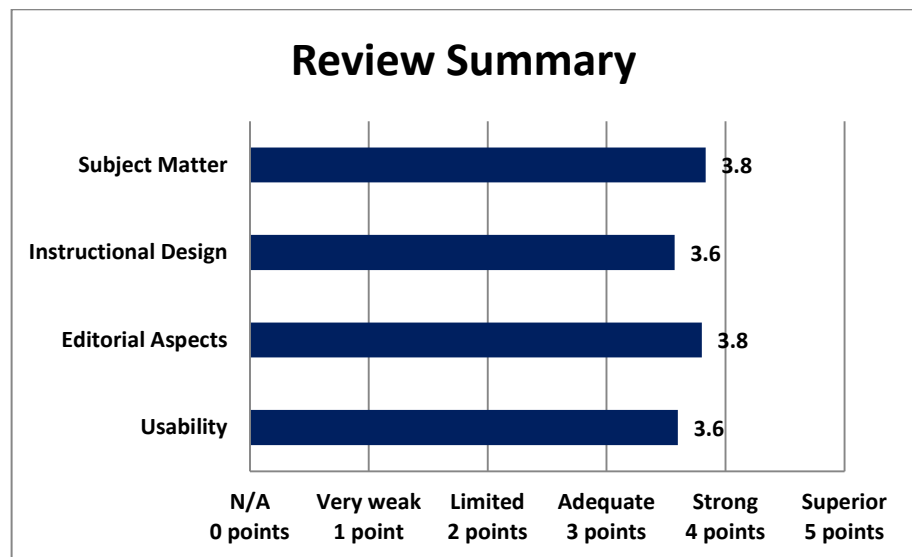 Review Summary
Subject Matter
3.8
Instructional Design
3.6
Editorial Aspects
3.8
Usability
3.6
N/A Very weak Limited Adequate Strong Superior
0 points 1 point 2 points 3 points 4 points 5 points